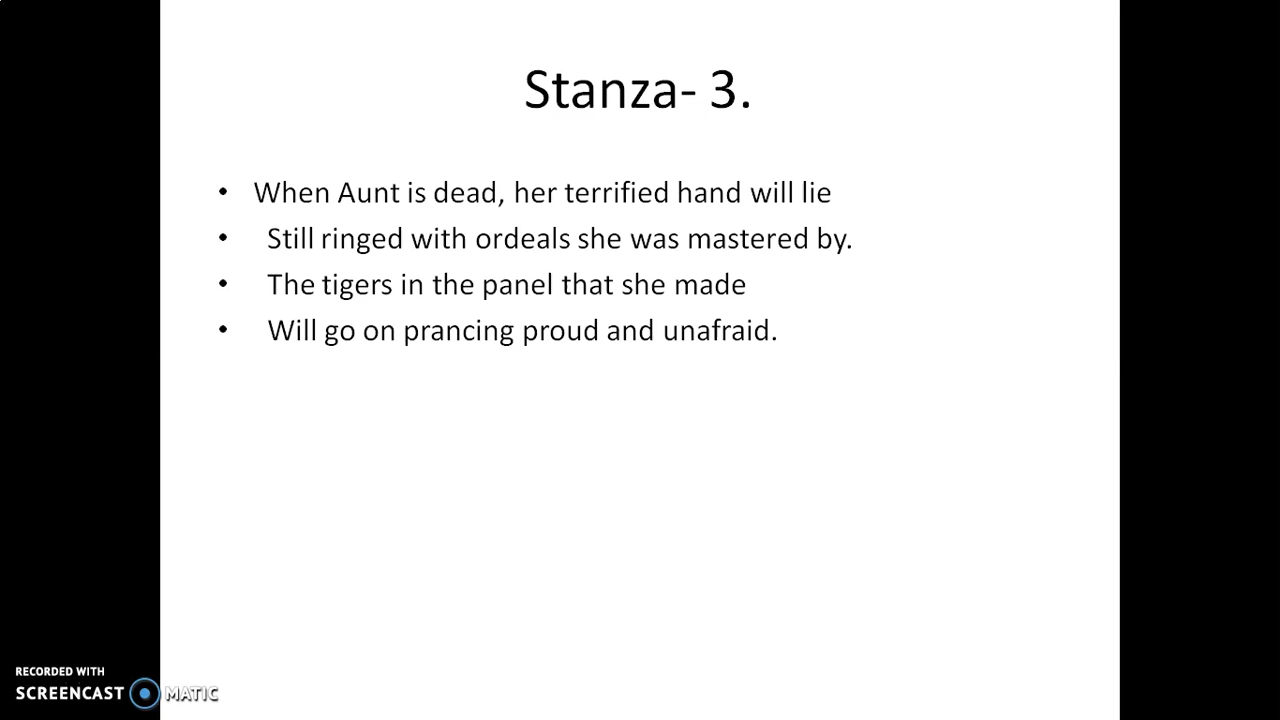 Stanza- 3.
• When Aunt is dead, her terrified hand will lie
• Still ringed with ordeals she was mastered by.
• The tigers in the panel that she made
• Will go on prancing proud and unafraid.
RECORDED WITH
SCREENCAST MATIC